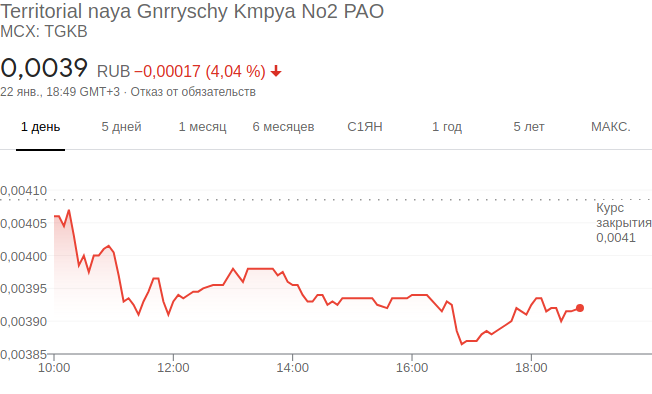 Territorial naya Gnrryschy Kmpya No2 PAO
MCX: TGKB
0,0039 RUB −0,00017 (4,04 %)
22 янв., 18:49 GMT+3 · Отказ от обязательств
1 день 5 дней 1 месяц 6 месяцев С1ЯН 1 год 5 лет МАКС.
0,00410
Курс
закрытия
0,0041
0,00405
0,00400
0,00395
0,00390
0,00385
10:00 12:00 14:00 16:00 18:00